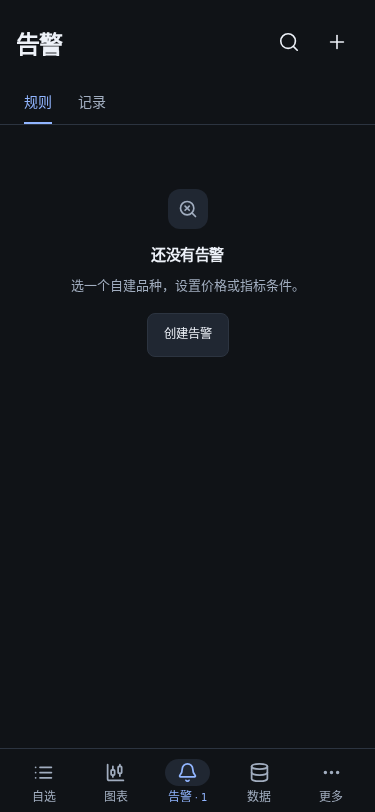 告警
规则 记录
还没有告警
选一个自建品种，设置价格或指标条件。
创建告警
自选 图表 告警 · 1 数据 更多